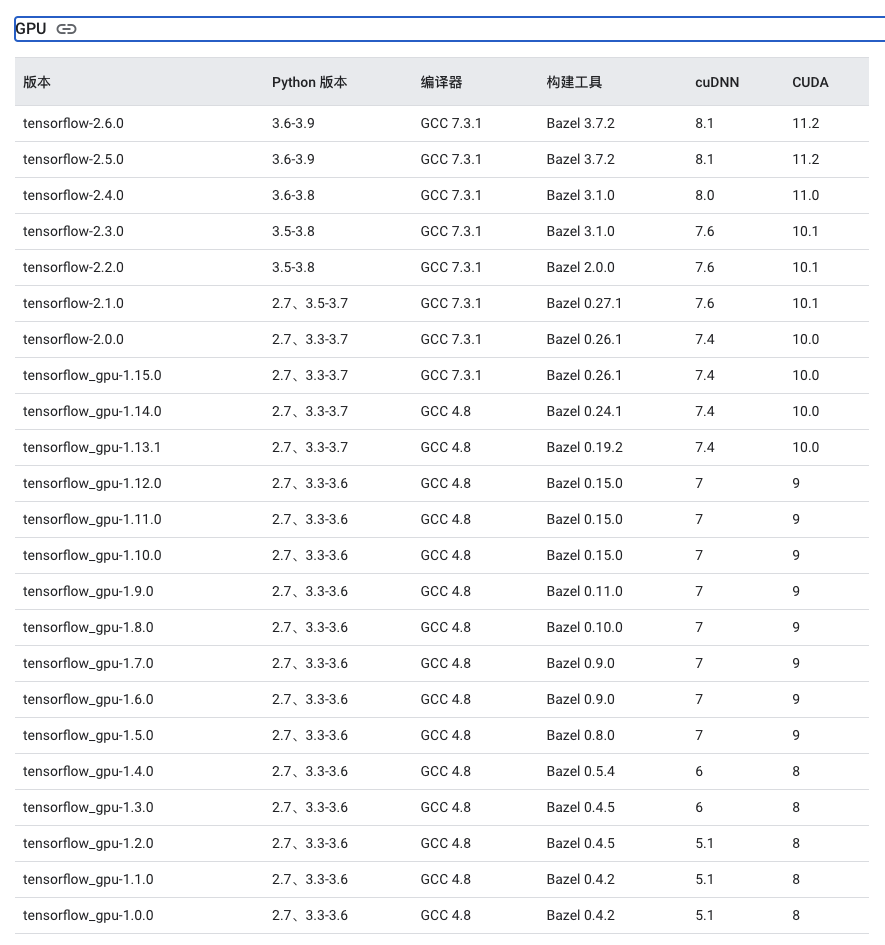 GPU
版本 Python 版本 编译器 构建工具 cuDNN CUDA
tensorflow-2.6.0 3.6-3.9 GCC 7.3.1 Bazel 3.7.2 8.1 11.2
tensorflow-2.5.0 3.6-3.9 GCC 7.3.1 Bazel 3.7.2 8.1 11.2
tensorflow-2.4.0 3.6-3.8 GCC 7.3.1 Bazel 3.1.0 8.0 11.0
tensorflow-2.3.0 3.5-3.8 GCC 7.3.1 Bazel 3.1.0 7.6 10.1
tensorflow-2.2.0 3.5-3.8 GCC 7.3.1 Bazel 2.0.0 7.6 10.1
tensorflow-2.1.0 2.7、3.5-3.7 GCC 7.3.1 Bazel 0.27.1 7.6 10.1
tensorflow-2.0.0 2.7、3.3-3.7 GCC 7.3.1 Bazel 0.26.1 7.4 10.0
tensorflow_gpu-1.15.0 2.7、3.3-3.7 GCC 7.3.1 Bazel 0.26.1 7.4 10.0
tensorflow_gpu-1.14.0 2.7、3.3-3.7 GCC 4.8 Bazel 0.24.1 7.4 10.0
tensorflow_gpu-1.13.1 2.7、3.3-3.7 GCC 4.8 Bazel 0.19.2 7.4 10.0
tensorflow_gpu-1.12.0 2.7、3.3-3.6 GCC 4.8 Bazel 0.15.0 7 9
tensorflow_gpu-1.11.0 2.7、3.3-3.6 GCC 4.8 Bazel 0.15.0 7 9
tensorflow_gpu-1.10.0 2.7、3.3-3.6 GCC 4.8 Bazel 0.15.0 7 9
tensorflow_gpu-1.9.0 2.7、3.3-3.6 GCC 4.8 Bazel 0.11.0 7 9
tensorflow_gpu-1.8.0 2.7、3.3-3.6 GCC 4.8 Bazel 0.10.0 7 9
tensorflow_gpu-1.7.0 2.7、3.3-3.6 GCC 4.8 Bazel 0.9.0 7 9
tensorflow_gpu-1.6.0 2.7、3.3-3.6 GCC 4.8 Bazel 0.9.0 7 9
tensorflow_gpu-1.5.0 2.7、3.3-3.6 GCC 4.8 Bazel 0.8.0 7 9
tensorflow_gpu-1.4.0 2.7、3.3-3.6 GCC 4.8 Bazel 0.5.4 6 8
tensorflow_gpu-1.3.0 2.7、3.3-3.6 GCC 4.8 Bazel 0.4.5 6 8
tensorflow_gpu-1.2.0 2.7、3.3-3.6 GCC 4.8 Bazel 0.4.5 5.1 8
tensorflow_gpu-1.1.0 2.7、3.3-3.6 GCC 4.8 Bazel 0.4.2 5.1 8
tensorflow_gpu-1.0.0 2.7、3.3-3.6 GCC 4.8 Bazel 0.4.2 5.1 8